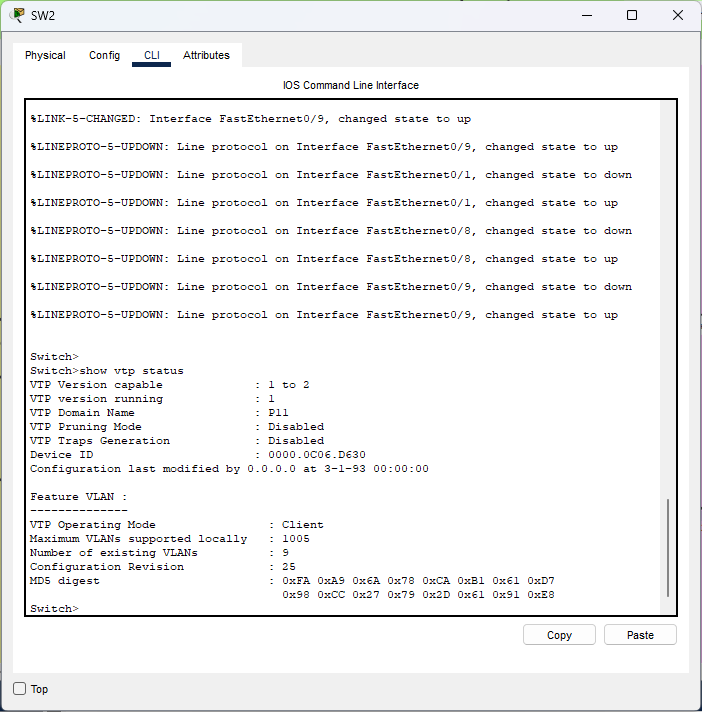 SW2
Physical Config CLI Attributes
IOS Command Line Interface
%LINK-5-CHANGED: Interface FastEthernet0/9, changed state to up
%LINEPROTO-5-UPDOWN: Line protocol on Interface FastEthernet0/9, changed state to up
%LINEPROTO-5-UPDOWN: Line protocol on Interface FastEthernet0/1, changed state to down
%LINEPROTO-5-UPDOWN: Line protocol on Interface FastEthernet0/1, changed state to up
%LINEPROTO-5-UPDOWN: Line protocol on Interface FastEthernet0/8, changed state to down
%LINEPROTO-5-UPDOWN: Line protocol on Interface FastEthernet0/8, changed state to up
%LINEPROTO-5-UPDOWN: Line protocol on Interface FastEthernet0/9, changed state to down
%LINEPROTO-5-UPDOWN: Line protocol on Interface FastEthernet0/9, changed state to up
Switch>
Switch>show vtp status
VTP Version capable : 1 to 2
VTP version running : 1
VTP Domain Name : P11
VTP Pruning Mode : Disabled
VTP Traps Generation : Disabled
Device ID : 0000.0C06.D630
Configuration last modified by 0.0.0.0 at 3-1-93 00:00:00
Feature VLAN :
--------------
VTP Operating Mode : Client
Maximum VLANs supported locally : 1005
Number of existing VLANs : 9
Configuration Revision : 25
MD5 digest : 0xFA 0xA9 0x6A 0x78 0xCA 0xB1 0x61 0xD7
0x98 0xCC 0x27 0x79 0x2D 0x61 0x91 0xE8
Switch>
Copy Paste
Top